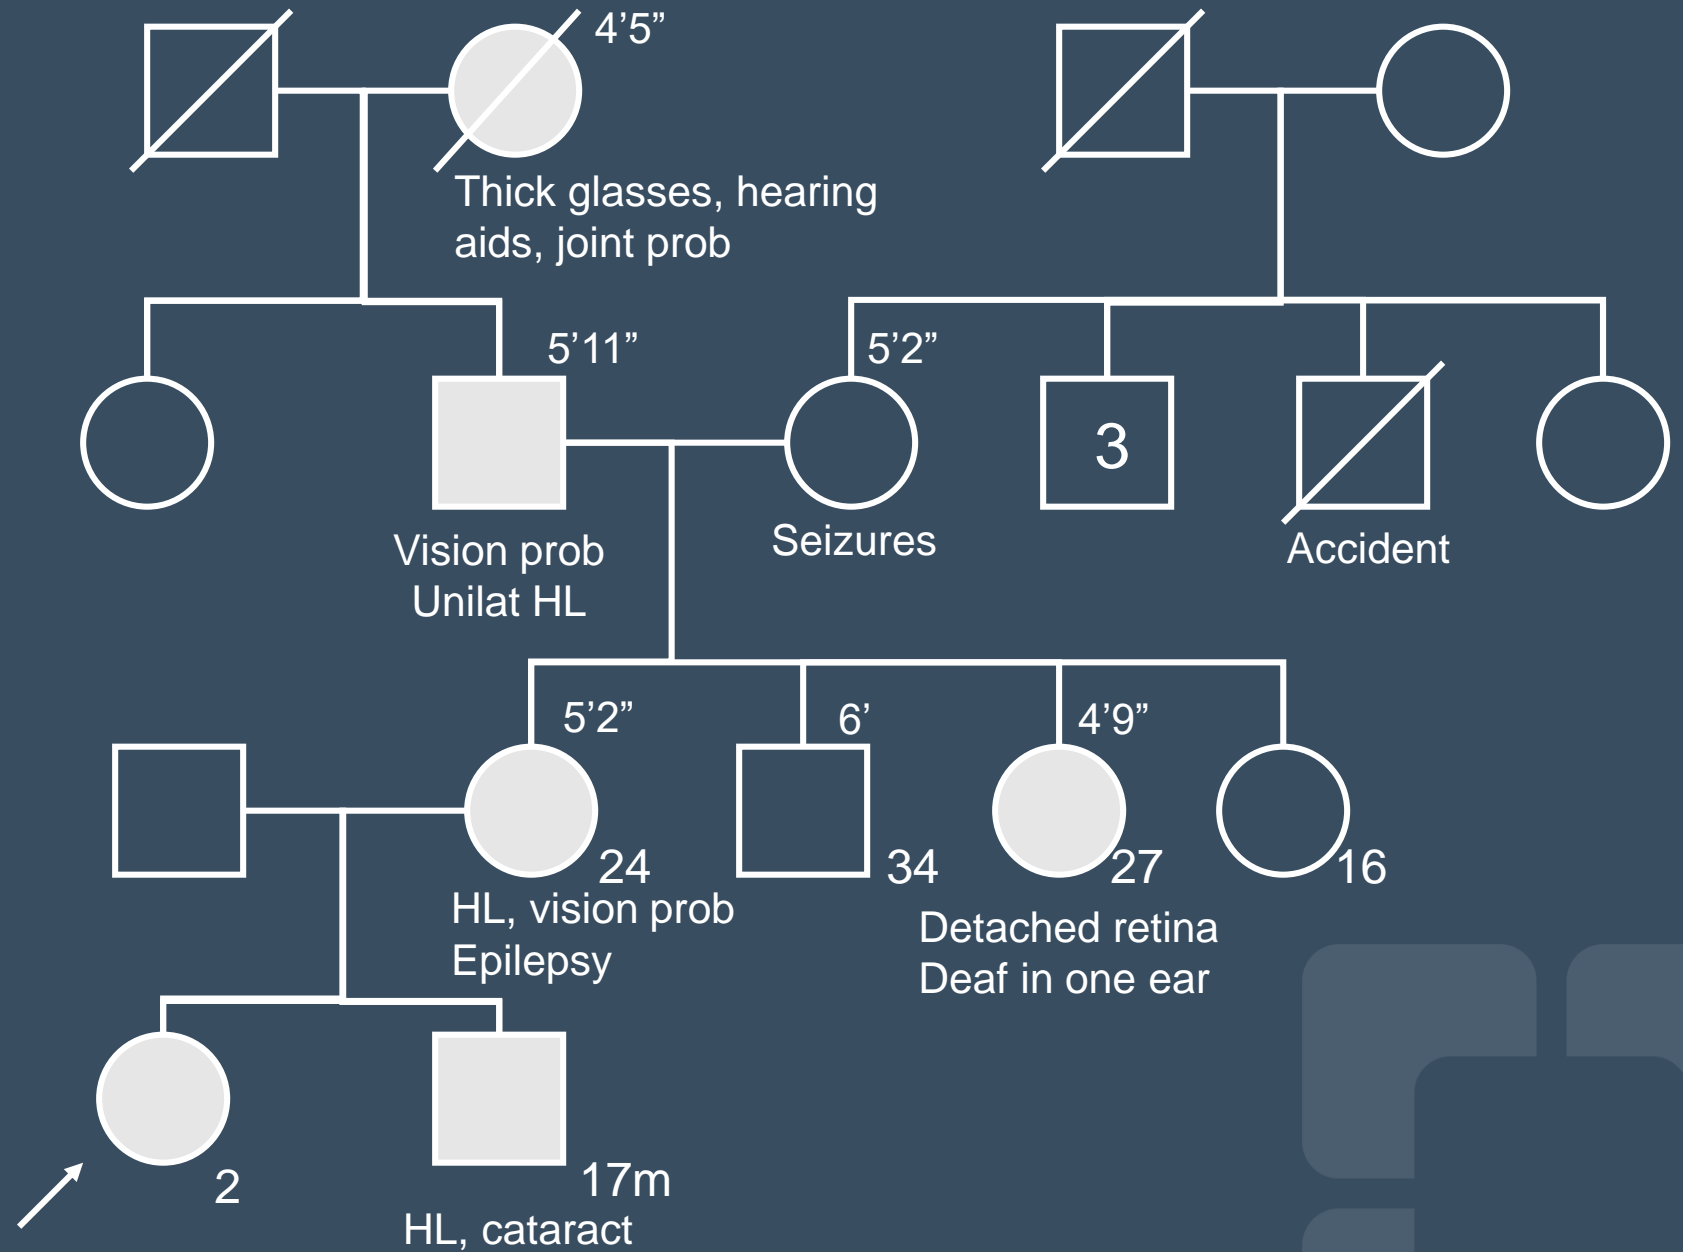 4’5”
Thick glasses, hearing
aids, joint prob
5’11”
5’2”
3
Vision prob
Unilat HL
Seizures
Accident
5’2”
6’
4’9”
24
34
27
16
HL, vision prob
Epilepsy
Detached retina
Deaf in one ear
2
17m
HL, cataract